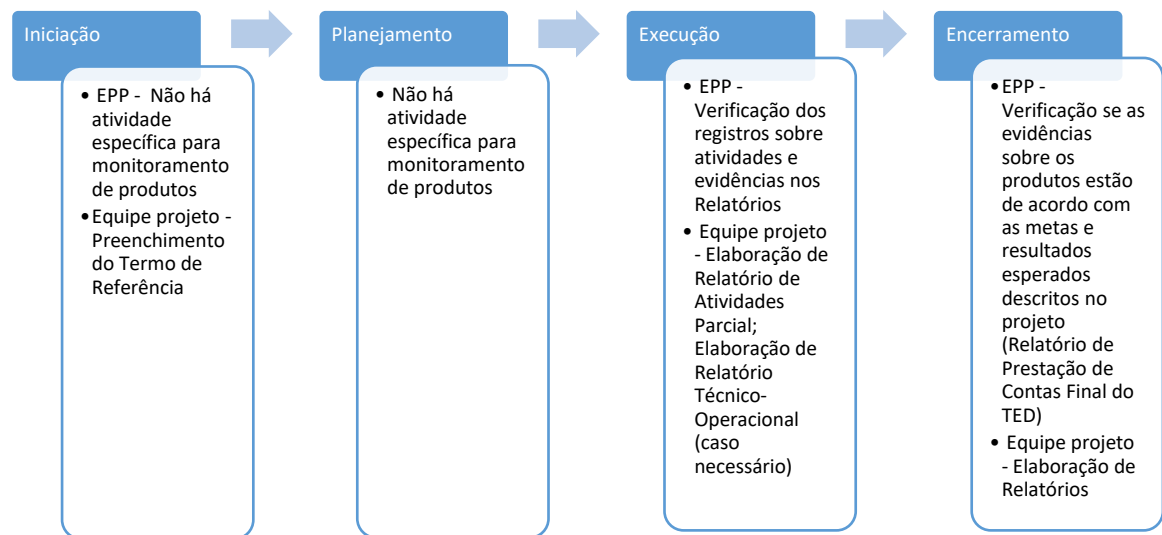 Iniciação
• EPP - Não há
atividade
específica para
monitoramento
de produtos
• Equipe projeto -
Preenchimento
do Termo de
Referência
Planejamento
• Não há
atividade
específica para
monitoramento
de produtos
Execução
• EPP -
Verificação dos
registros sobre
atividades e
evidências nos
Relatórios
• Equipe projeto
- Elaboração de
Relatório de
Atividades
Parcial;
Elaboração de
Relatório
Técnico-
Operacional
(caso
necessário)
Encerramento
• EPP -
Verificação se as
evidências
sobre os
produtos estão
de acordo com
as metas e
resultados
esperados
descritos no
projeto
(Relatório de
Prestação de
Contas Final do
TED)
• Equipe projeto
- Elaboração de
Relatórios